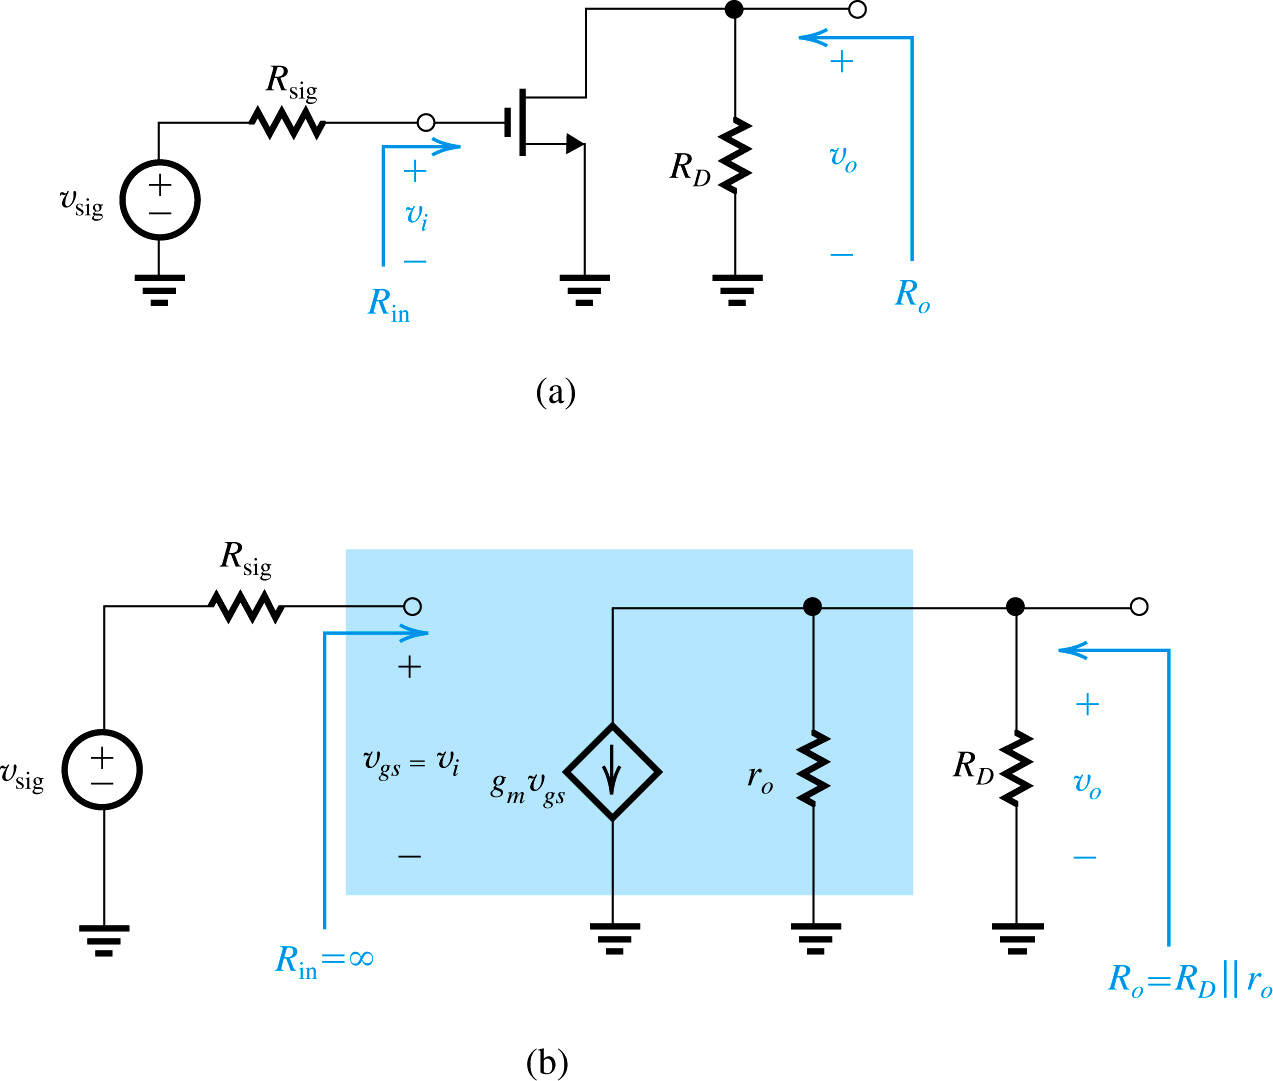 R_sig
v_sig
+
−
+
v_i
−
R_in
R_D
+
v_o
−
R_o
(a)
R_sig
v_sig
+
−
+
v_gs = v_i
−
g_m v_gs
r_o
R_D
+
v_o
−
R_in = ∞
R_o = R_D || r_o
(b)